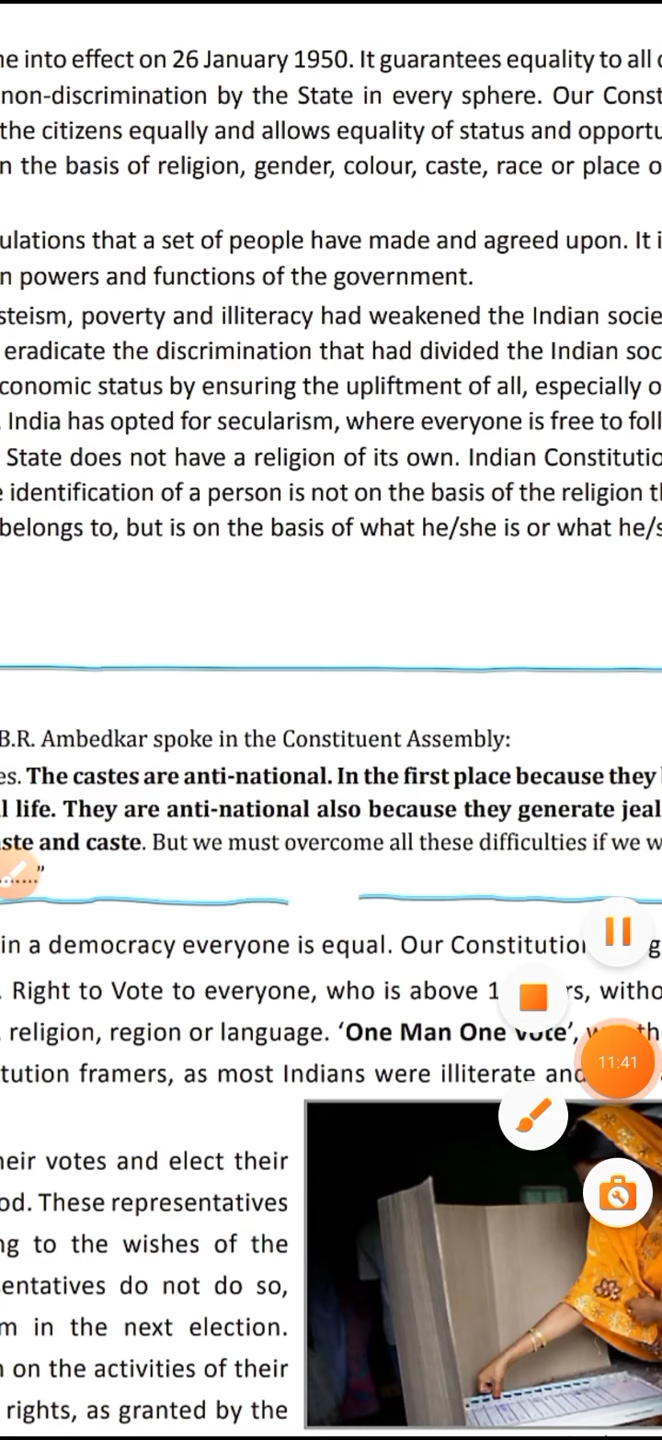 ne into effect on 26 January 1950. It guarantees equality to all
non-discrimination by the State in every sphere. Our Const
the citizens equally and allows equality of status and opportu
n the basis of religion, gender, colour, caste, race or place o
ulations that a set of people have made and agreed upon. It i
n powers and functions of the government.
steism, poverty and illiteracy had weakened the Indian socie
eradicate the discrimination that had divided the Indian soc
conomic status by ensuring the upliftment of all, especially o
. India has opted for secularism, where everyone is free to foll
State does not have a religion of its own. Indian Constitutio
e identification of a person is not on the basis of the religion th
belongs to, but is on the basis of what he/she is or what he/s
B.R. Ambedkar spoke in the Constituent Assembly:
es. The castes are anti-national. In the first place because they
l life. They are anti-national also because they generate jeal
aste and caste. But we must overcome all these difficulties if we w
......."
in a democracy everyone is equal. Our Constitution g
. Right to Vote to everyone, who is above 1 rs, witho
, religion, region or language. ‘One Man One Vote’, th
tution framers, as most Indians were illiterate and
11:41
heir votes and elect their
od. These representatives
ng to the wishes of the
sentatives do not do so,
m in the next election.
n on the activities of their
rights, as granted by the